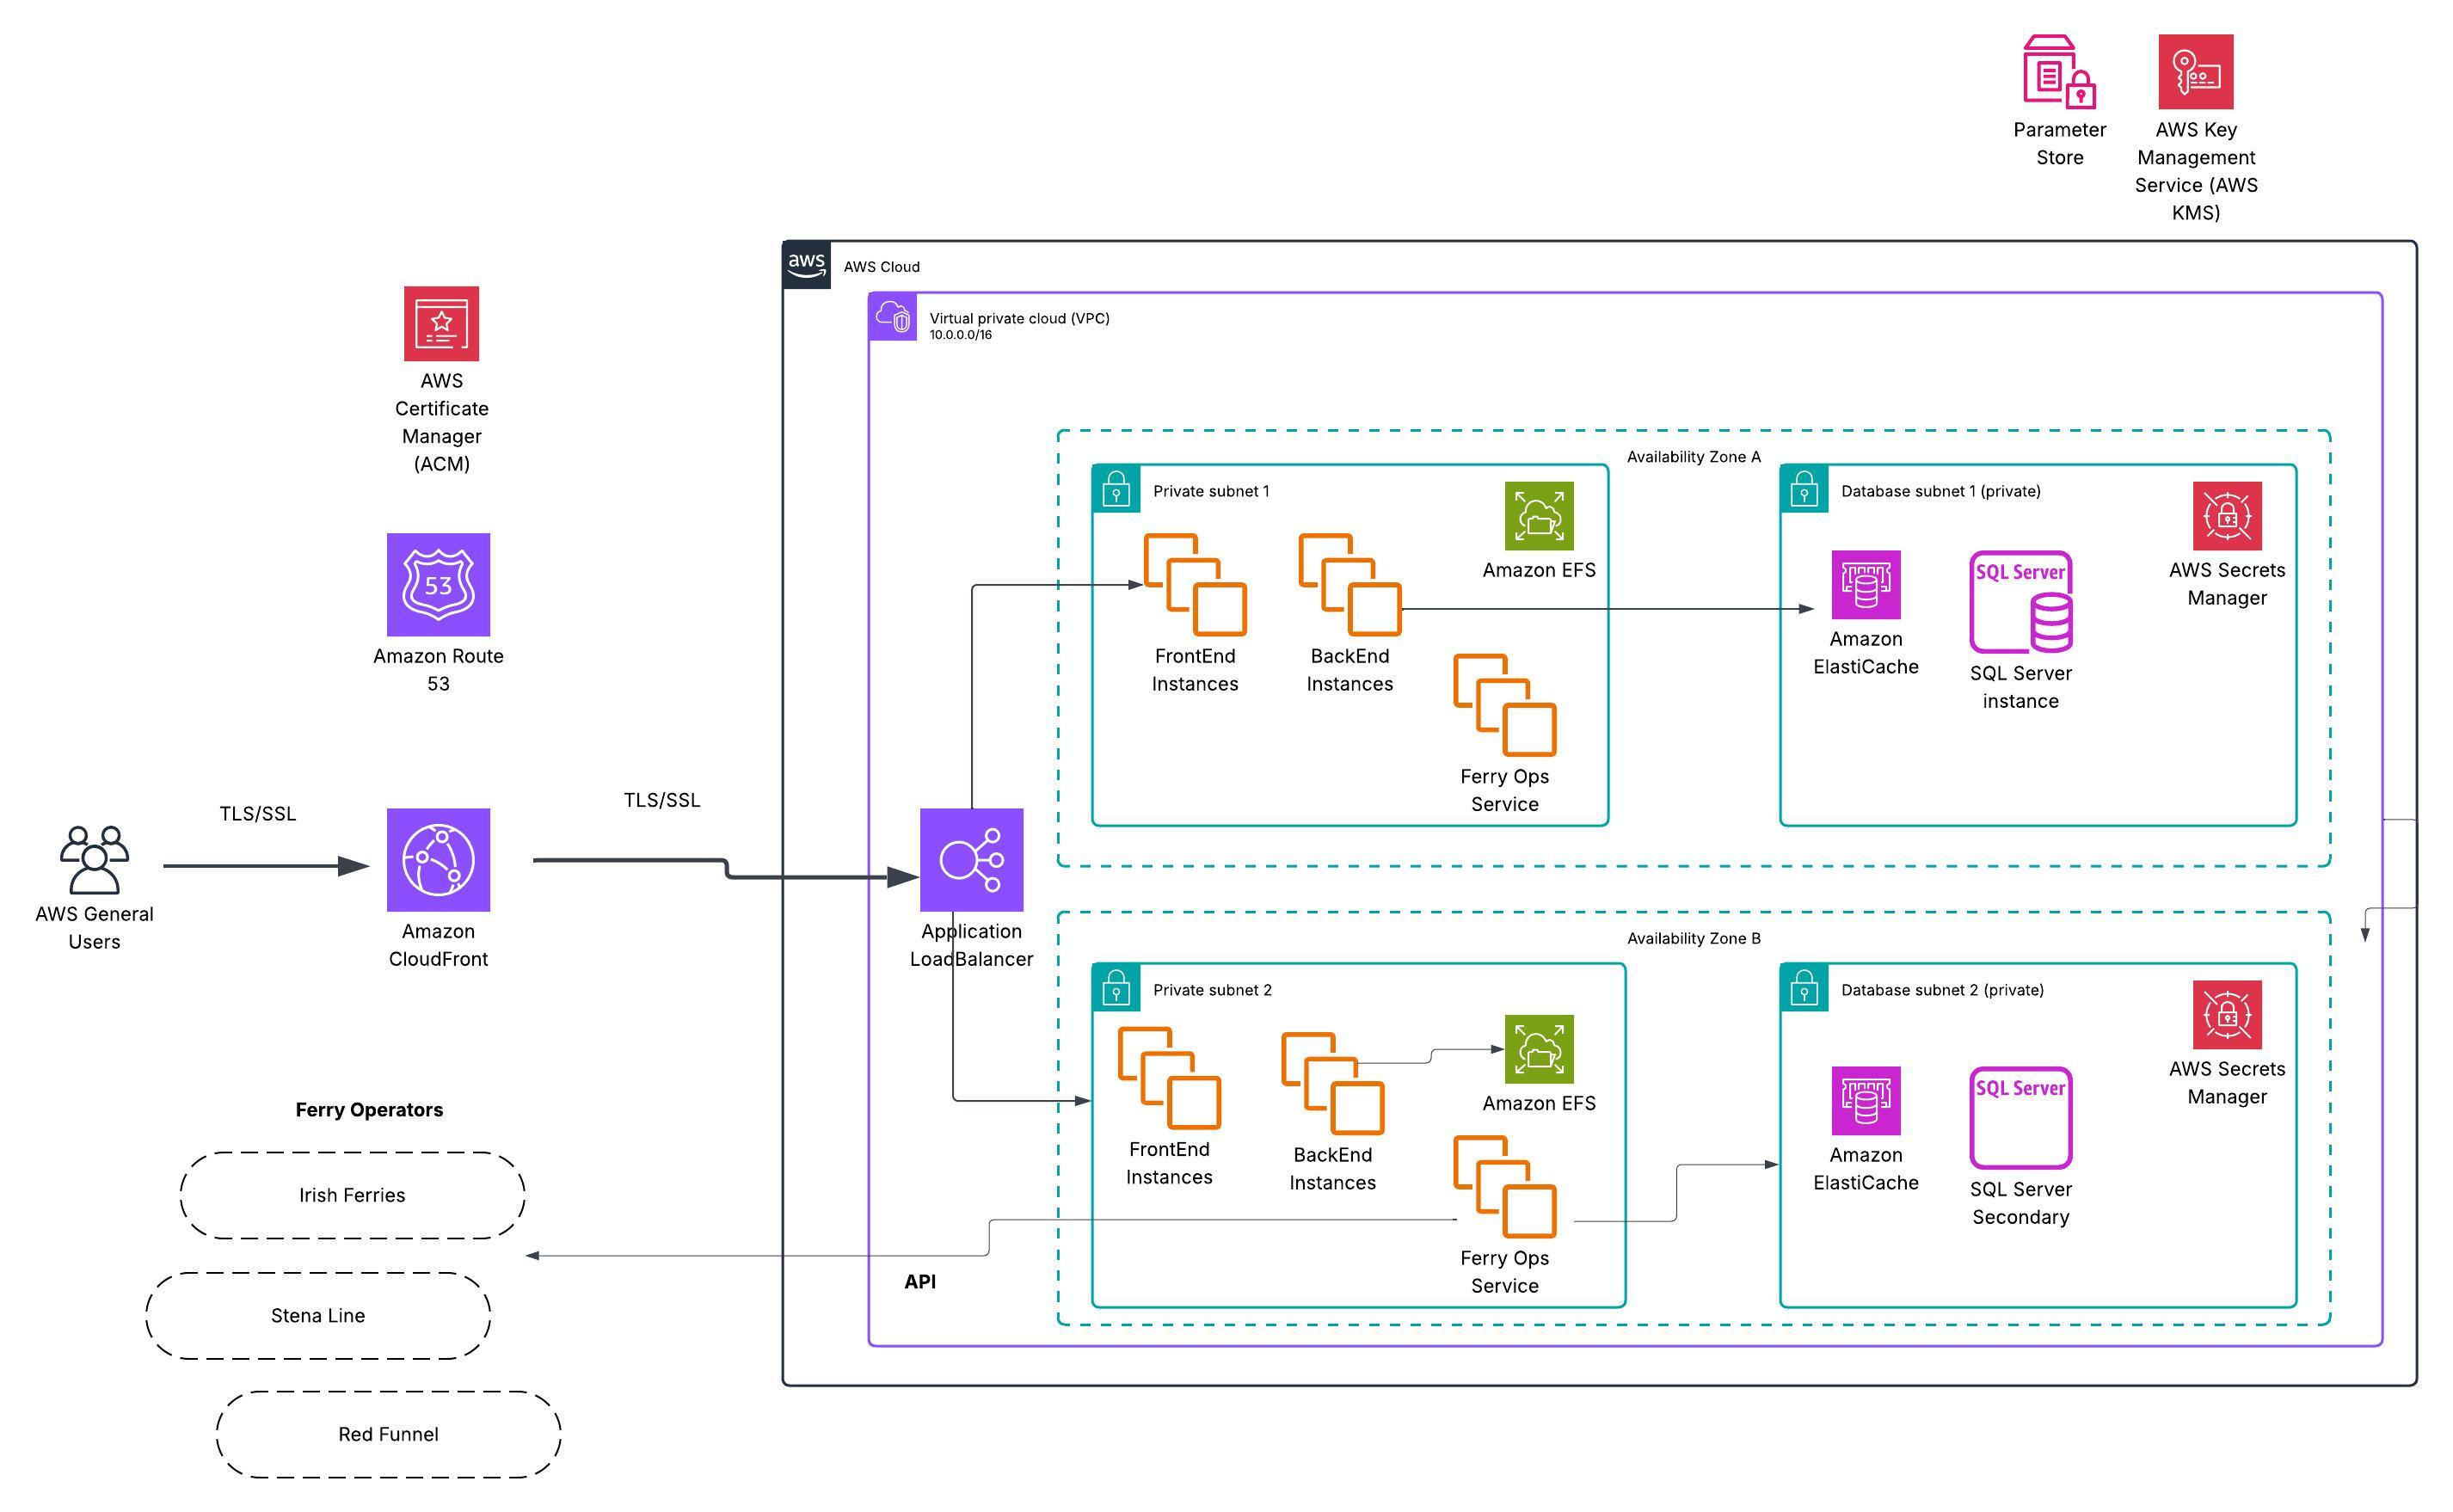 Parameter
Store
AWS Key
Management
Service (AWS
KMS)
aws
AWS Cloud
Virtual private cloud (VPC)
10.0.0.0/16
AWS
Certificate
Manager
(ACM)
53
Amazon Route
53
TLS/SSL
TLS/SSL
AWS General
Users
Amazon
CloudFront
Application
LoadBalancer
Availability Zone A
Private subnet 1
Amazon EFS
FrontEnd
Instances
BackEnd
Instances
Ferry Ops
Service
Database subnet 1 (private)
AWS Secrets
Manager
Amazon
ElastiCache
SQL Server
SQL Server
instance
Availability Zone B
Private subnet 2
Amazon EFS
FrontEnd
Instances
BackEnd
Instances
Ferry Ops
Service
Database subnet 2 (private)
AWS Secrets
Manager
Amazon
ElastiCache
SQL Server
SQL Server
Secondary
API
Ferry Operators
Irish Ferries
Stena Line
Red Funnel